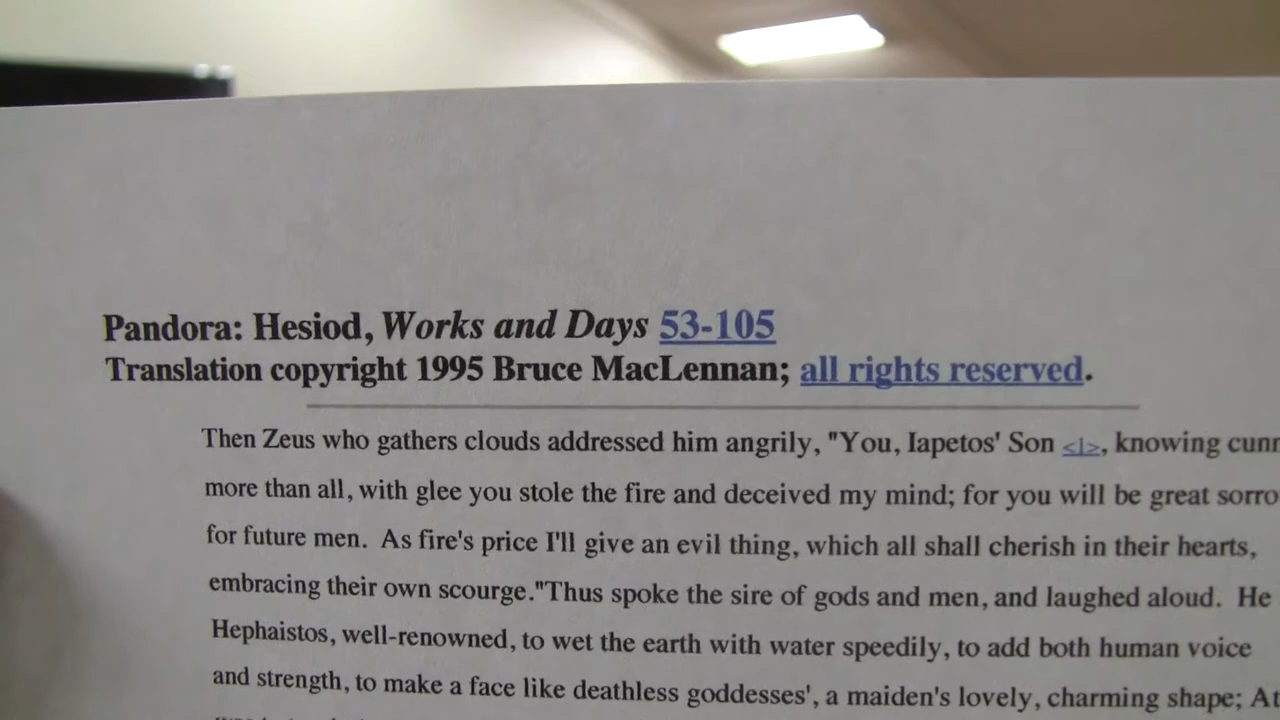 Pandora: Hesiod, Works and Days 53-105
Translation copyright 1995 Bruce MacLennan; all rights reserved.
Then Zeus who gathers clouds addressed him angrily, "You, Iapetos' Son <1>, knowing
more than all, with glee you stole the fire and deceived my mind; for you will be great
for future men. As fire's price I'll give an evil thing, which all shall cherish in their hearts,
embracing their own scourge."Thus spoke the sire of gods and men, and laughed aloud. He
Hephaistos, well-renowned, to wet the earth with water speedily, to add both human voice
and strength, to make a face like deathless goddesses', a maiden's lovely, charming shape;